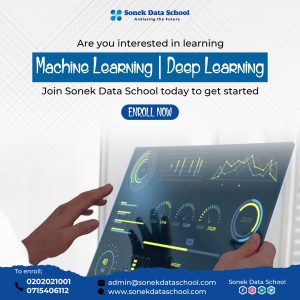 Sonek Data School
Analysing the Future
Are you interested in learning
Machine Learning | Deep Learning
Join Sonek Data School today to get started
ENROLL NOW
To enroll;
0202021001
0715406112
admin@sonekdataschool.com
www.sonekdataschool.com
Sonek Data School